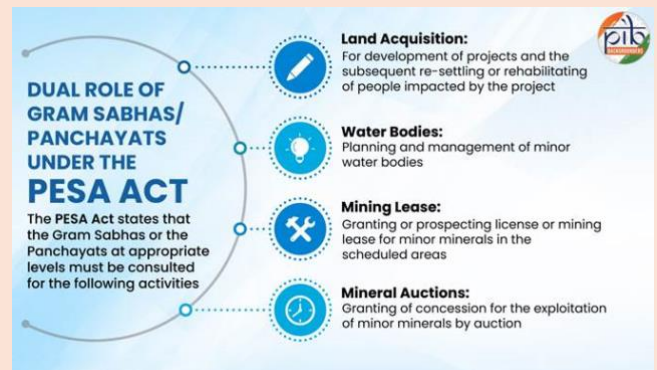 DUAL ROLE OF
GRAM SABHAS/
PANCHAYATS
UNDER THE
PESA ACT
The PESA Act states that
the Gram Sabhas or the
Panchayats at appropriate
levels must be consulted
for the following activities
Land Acquisition:
For development of projects and the
subsequent re-settling or rehabilitating
of people impacted by the project
Water Bodies:
Planning and management of minor
water bodies
Mining Lease:
Granting or prospecting license or mining
lease for minor minerals in the
scheduled areas
Mineral Auctions:
Granting of concession for the exploitation
of minor minerals by auction
pib
BACKGROUNDERS